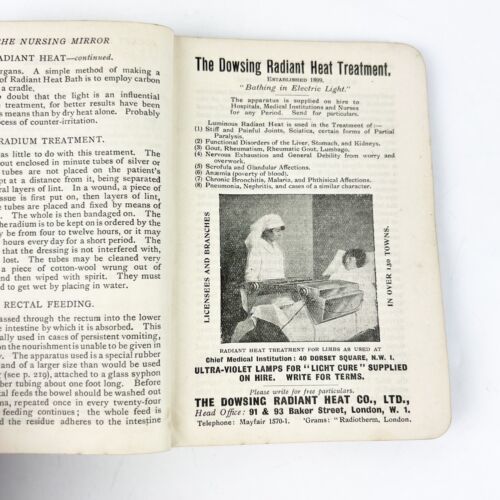 THE NURSING MIRROR
RADIANT HEAT—continued.
organs. A simple method of making a
of Radiant Heat Bath is to employ carbon
a cradle.
doubt that the light is an influential
treatment, for better results have been
means than by dry heat alone. Probably
process of counter-irritation.
RADIUM TREATMENT.
has little to do with this treatment. The
out enclosed in minute tubes of silver or
tubes are not placed on the patient's
kept at a distance from it, being separated
layers of lint. In a wound, a piece of
tissue is first put on, then layers of lint,
tubes are placed and fixed by means of
The whole is then bandaged on. The
the radium is to be kept on is ordered by the
be from four to twelve hours, or it may
hours every day for a short period. The
that the dressing is not interfered with,
lost. The tubes may be cleaned very
a piece of cotton-wool wrung out of
and then wiped with spirit. They must
to get wet by placing in water.
RECTAL FEEDING.
passed through the rectum into the lower
intestine by which it is absorbed. This
usually used in cases of persistent vomiting,
nourishment is unable to be given in
The apparatus used is a special rubber
and of a larger size than would be used
(see p. 219), attached to a glass syphon
rubber tubing about one foot long. Before
feeds the bowel should be washed out
repeated once in every twenty-four
feeding continues; the whole feed is
the residue adheres to the intestine
The Dowsing Radiant Heat Treatment,
ESTABLISHED 1899.
"Bathing in Electric Light."
The apparatus is supplied on hire to
Hospitals, Medical Institutions and Nurses
for any Period. Send for particulars.
Luminous Radiant Heat is used in the Treatment of:—
(1) Stiff and Painful Joints, Sciatica, certain forms of Partial
Paralysis.
(2) Functional Disorders of the Liver, Stomach, and Kidneys.
(3) Gout, Rheumatism, Rheumatic Gout, Lumbago.
(4) Nervous Exhaustion and General Debility from worry and
overwork.
(5) Scrofula and Glandular Affections.
(6) Anæmia (poverty of blood).
(7) Chronic Bronchitis, Malaria, and Phthisical Affections.
(8) Pneumonia, Nephritis, and cases of a similar character.
LICENSEES AND BRANCHES
IN OVER 150 TOWNS.
RADIANT HEAT TREATMENT FOR LIMBS AS USED AT
Chief Medical Institution: 40 DORSET SQUARE, N.W. 1.
ULTRA-VIOLET LAMPS FOR "LIGHT CURE" SUPPLIED
ON HIRE. WRITE FOR TERMS.
Please write for free particulars.
THE DOWSING RADIANT HEAT CO., LTD.,
Head Office: 91 & 93 Baker Street, London, W. 1.
Telephone: Mayfair 1570-1. 'Grams: "Radiotherm, London.